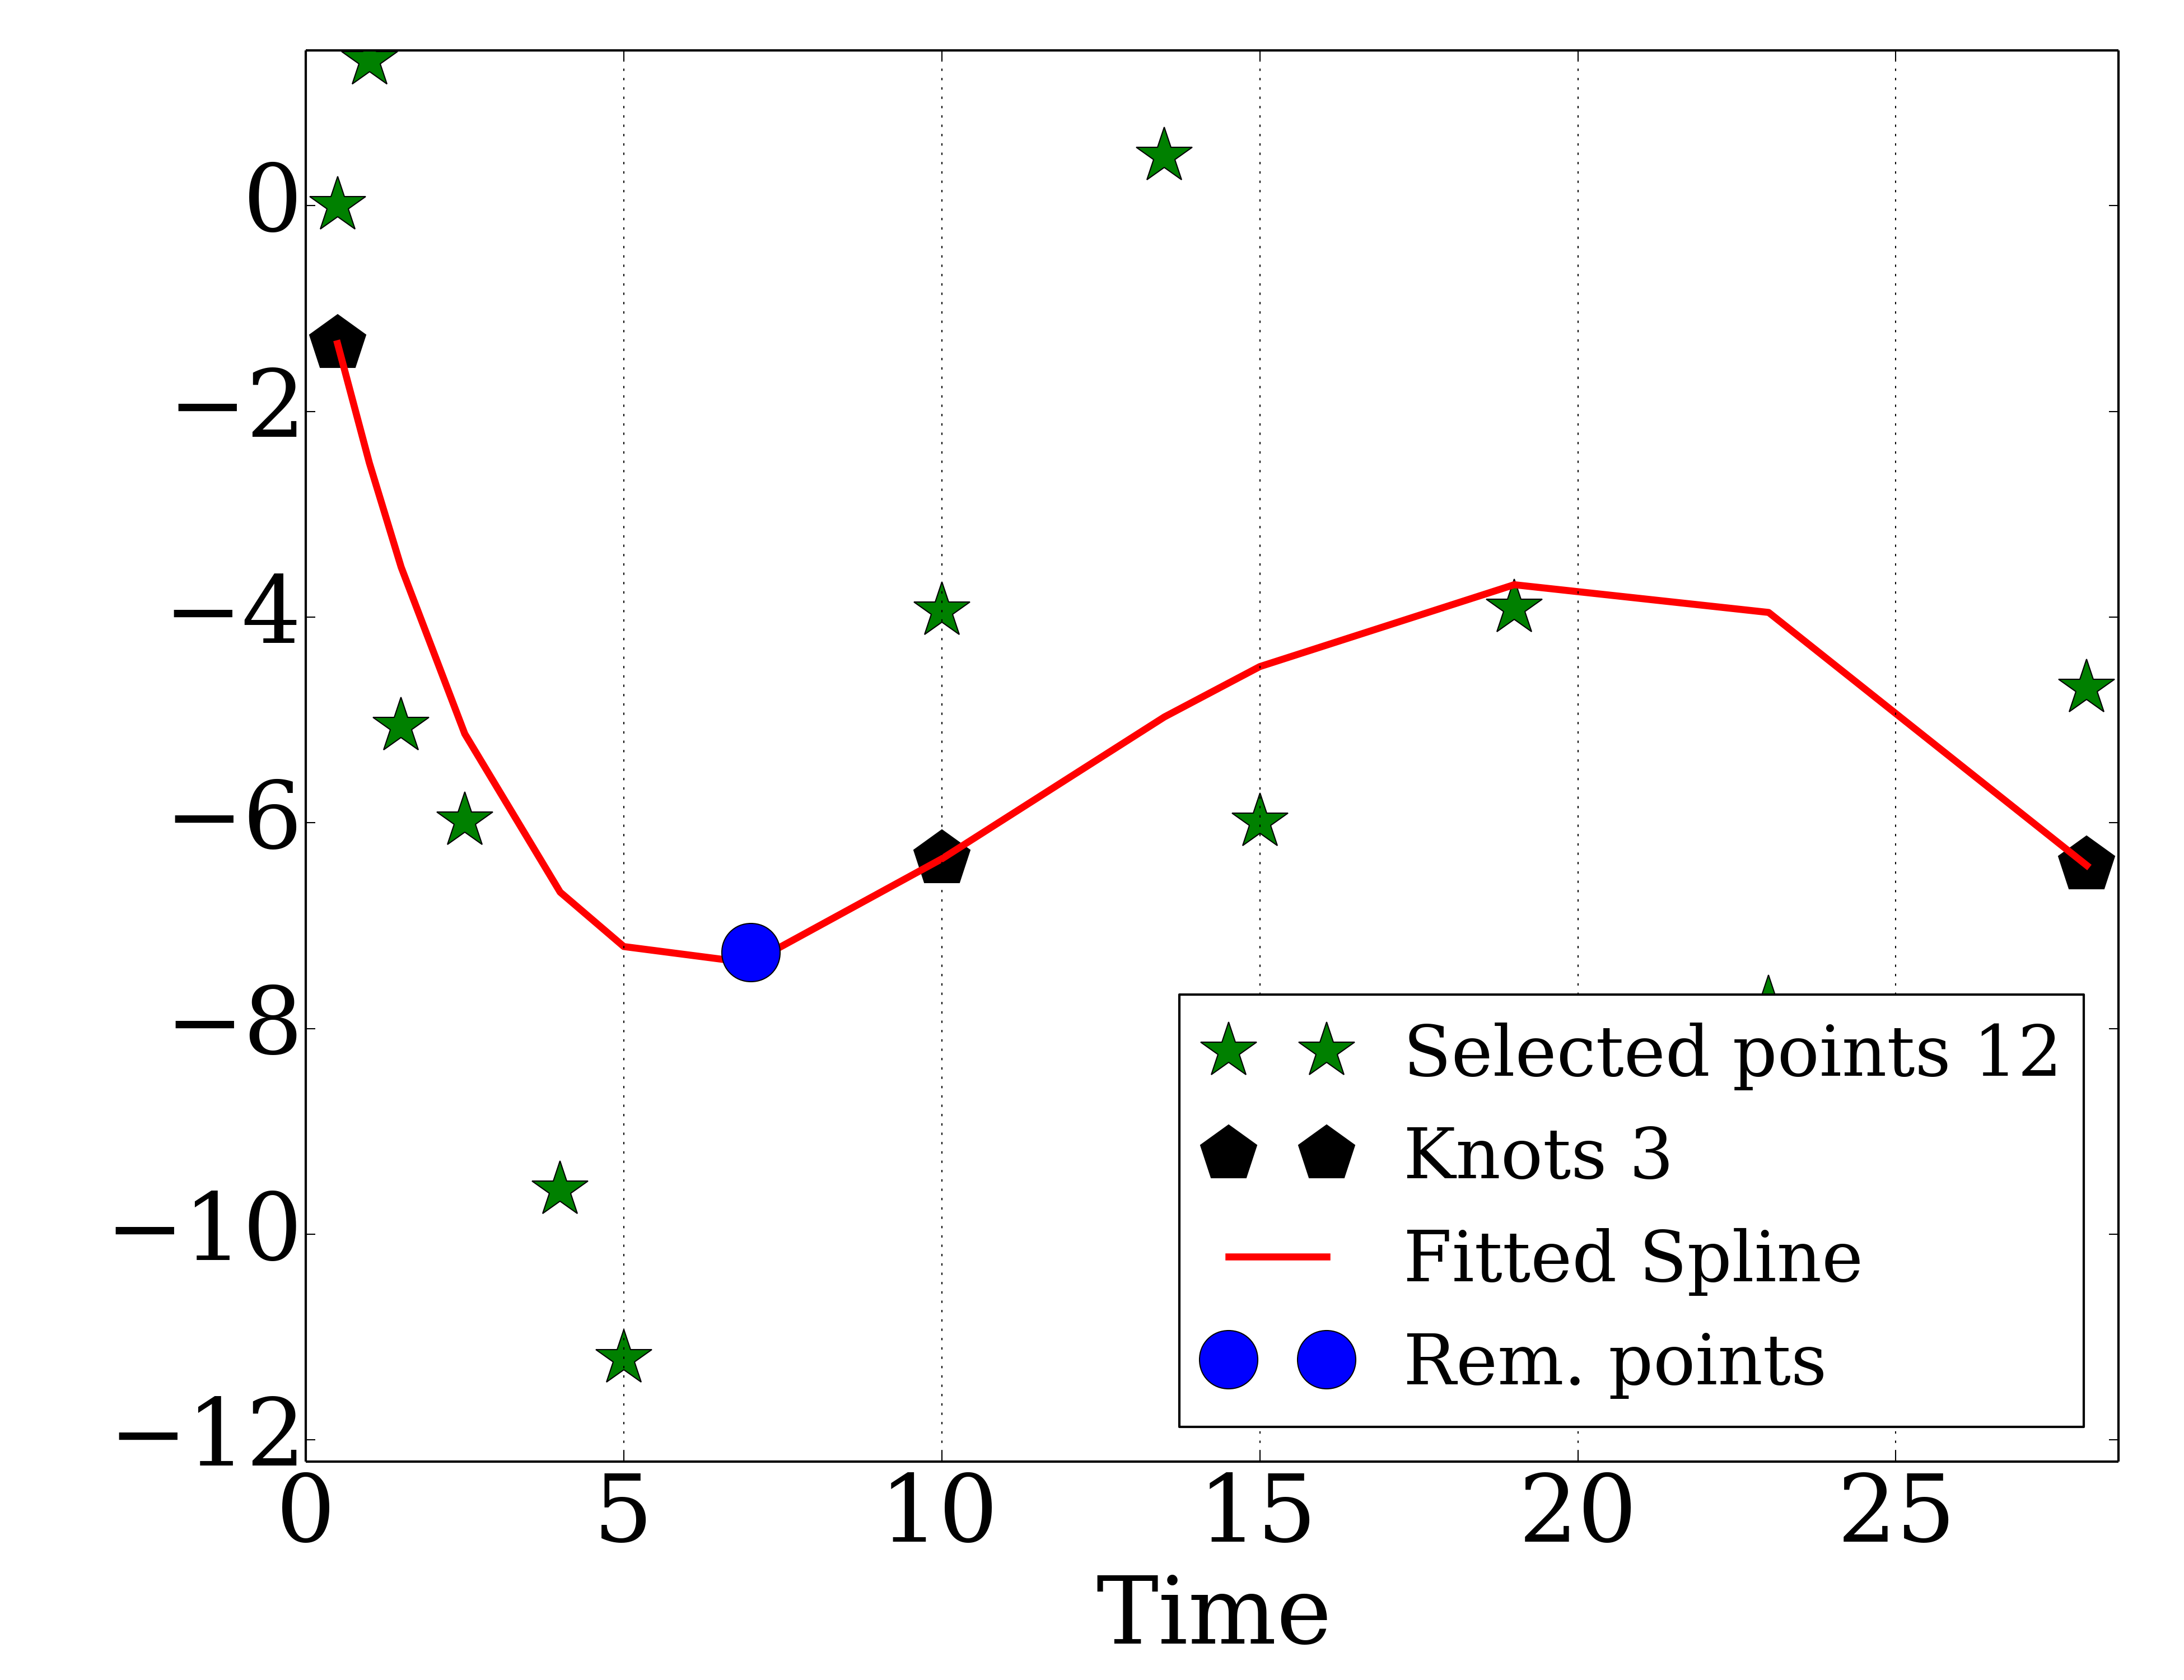 0
−2
−4
−6
−8
−10
−12
0 5 10 15 20 25
Time
Selected points 12
Knots 3
Fitted Spline
Rem. points